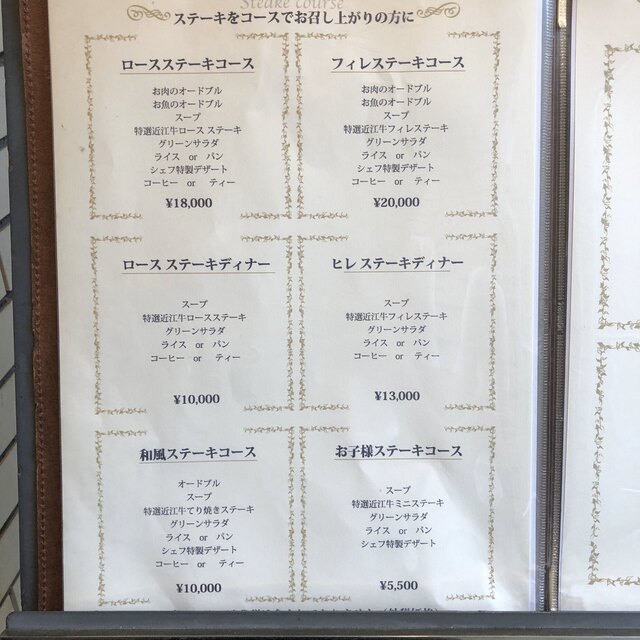 Steake course
ステーキをコースでお召し上がりの方に
ロースステーキコース
お肉のオードブル
お魚のオードブル
スープ
特選近江牛ロース ステーキ
グリーンサラダ
ライス or パン
シェフ特製デザート
コーヒー or ティー
¥18,000
フィレステーキコース
お肉のオードブル
お魚のオードブル
スープ
特選近江牛フィレステーキ
グリーンサラダ
ライス or パン
シェフ特製デザート
コーヒー or ティー
¥20,000
ロース ステーキディナー
スープ
特選近江牛ロースステーキ
グリーンサラダ
ライス or パン
コーヒー or ティー
¥10,000
ヒレ ステーキディナー
スープ
特選近江牛フィレステーキ
グリーンサラダ
ライス or パン
コーヒー or ティー
¥13,000
和風ステーキコース
オードブル
スープ
特選近江牛てり焼きステーキ
グリーンサラダ
ライス or パン
シェフ特製デザート
コーヒー or ティー
¥10,000
お子様ステーキコース
スープ
特選近江牛ミニステーキ
グリーンサラダ
ライス or パン
シェフ特製デザート
¥5,500